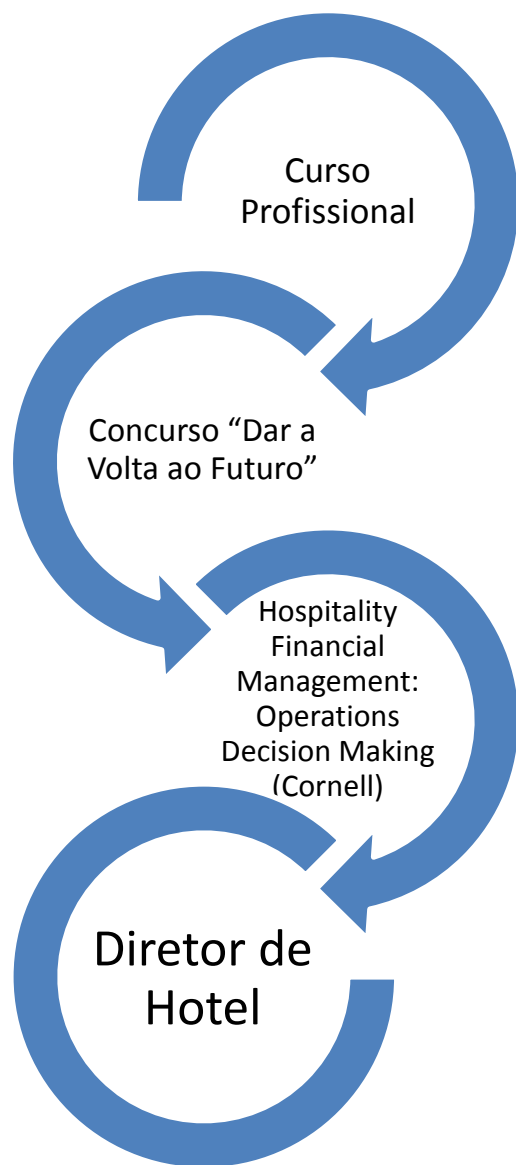 Curso
Profissional
Concurso “Dar a
Volta ao Futuro”
Hospitality
Financial
Management:
Operations
Decision Making
(Cornell)
Diretor de
Hotel